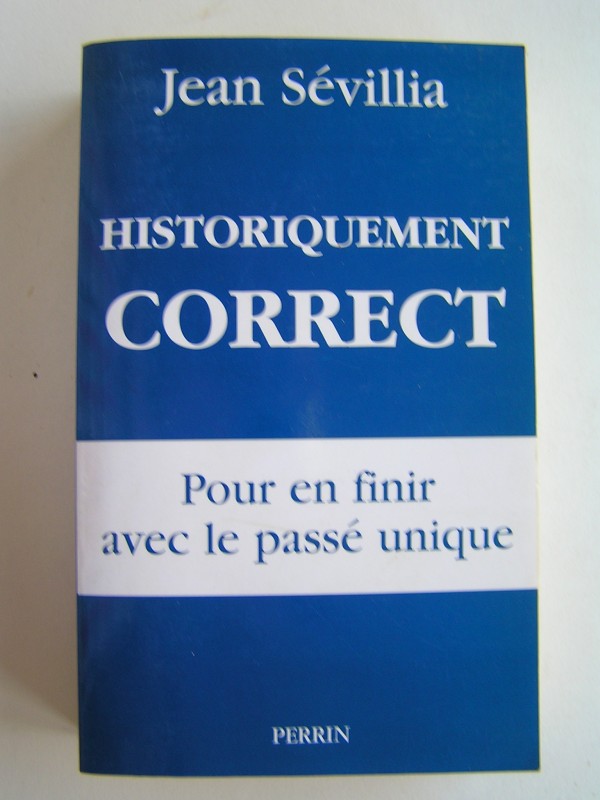 Jean Sévillia
HISTORIQUEMENT
CORRECT
Pour en finir
avec le passé unique
PERRIN